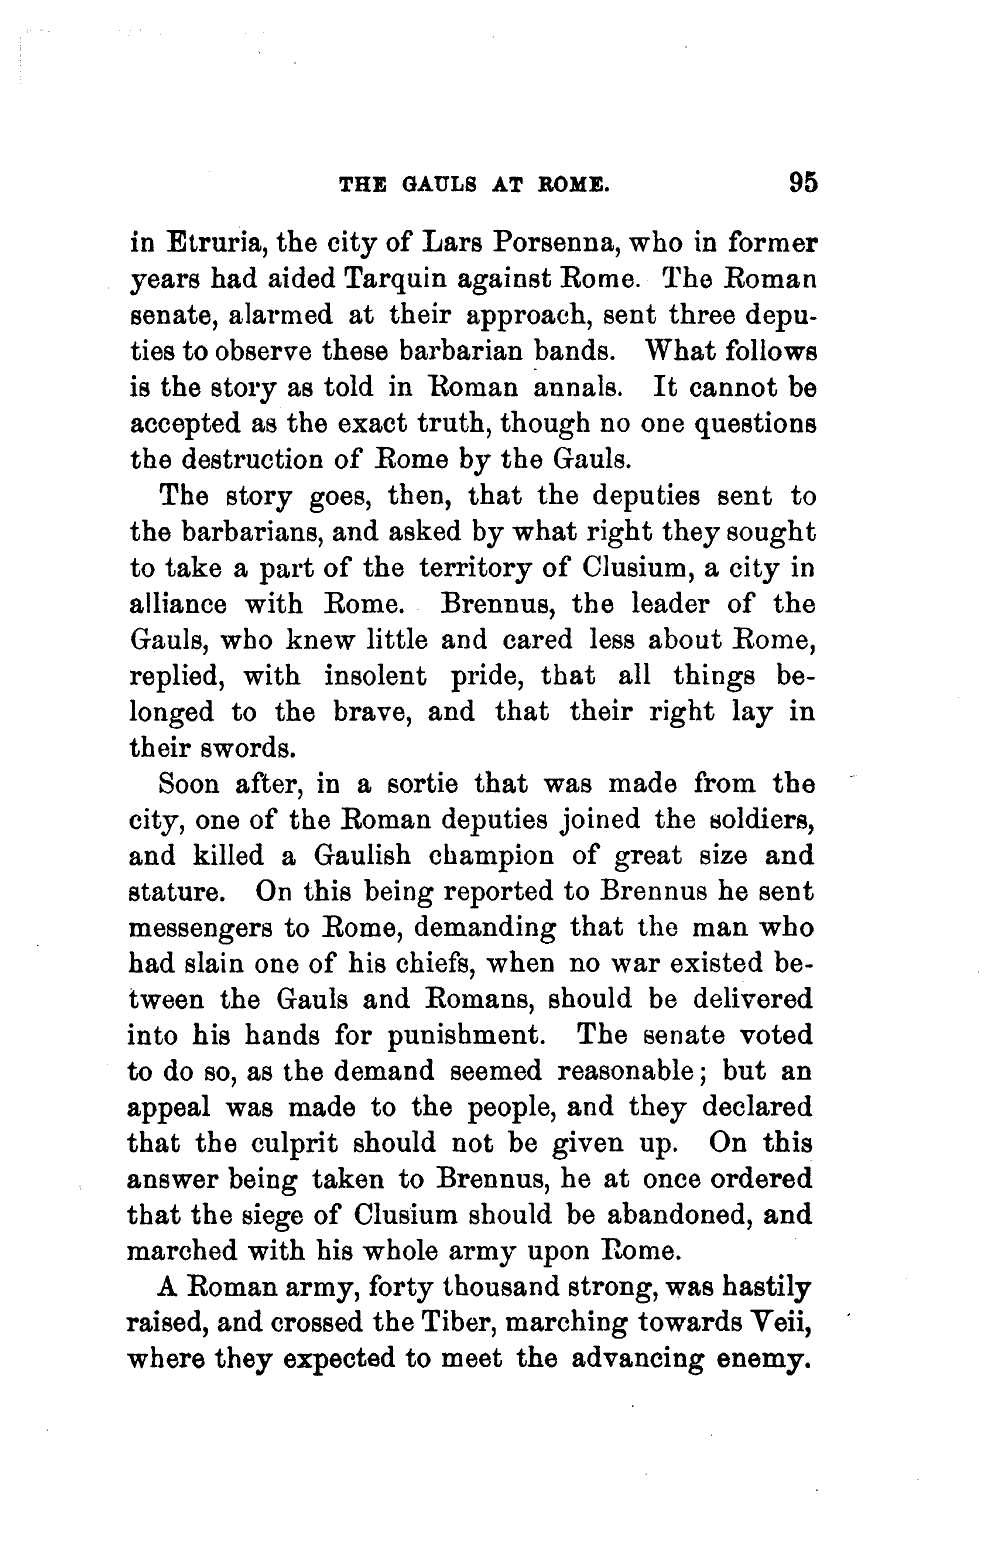 THE GAULS AT ROME. 95
in Etruria, the city of Lars Porsenna, who in former
years had aided Tarquin against Rome. The Roman
senate, alarmed at their approach, sent three depu-
ties to observe these barbarian bands. What follows
is the story as told in Roman annals. It cannot be
accepted as the exact truth, though no one questions
the destruction of Rome by the Gauls.
The story goes, then, that the deputies sent to
the barbarians, and asked by what right they sought
to take a part of the territory of Clusium, a city in
alliance with Rome. Brennus, the leader of the
Gauls, who knew little and cared less about Rome,
replied, with insolent pride, that all things be-
longed to the brave, and that their right lay in
their swords.
Soon after, in a sortie that was made from the
city, one of the Roman deputies joined the soldiers,
and killed a Gaulish champion of great size and
stature. On this being reported to Brennus he sent
messengers to Rome, demanding that the man who
had slain one of his chiefs, when no war existed be-
tween the Gauls and Romans, should be delivered
into his hands for punishment. The senate voted
to do so, as the demand seemed reasonable; but an
appeal was made to the people, and they declared
that the culprit should not be given up. On this
answer being taken to Brennus, he at once ordered
that the siege of Clusium should be abandoned, and
marched with his whole army upon Rome.
A Roman army, forty thousand strong, was hastily
raised, and crossed the Tiber, marching towards Veii,
where they expected to meet the advancing enemy.